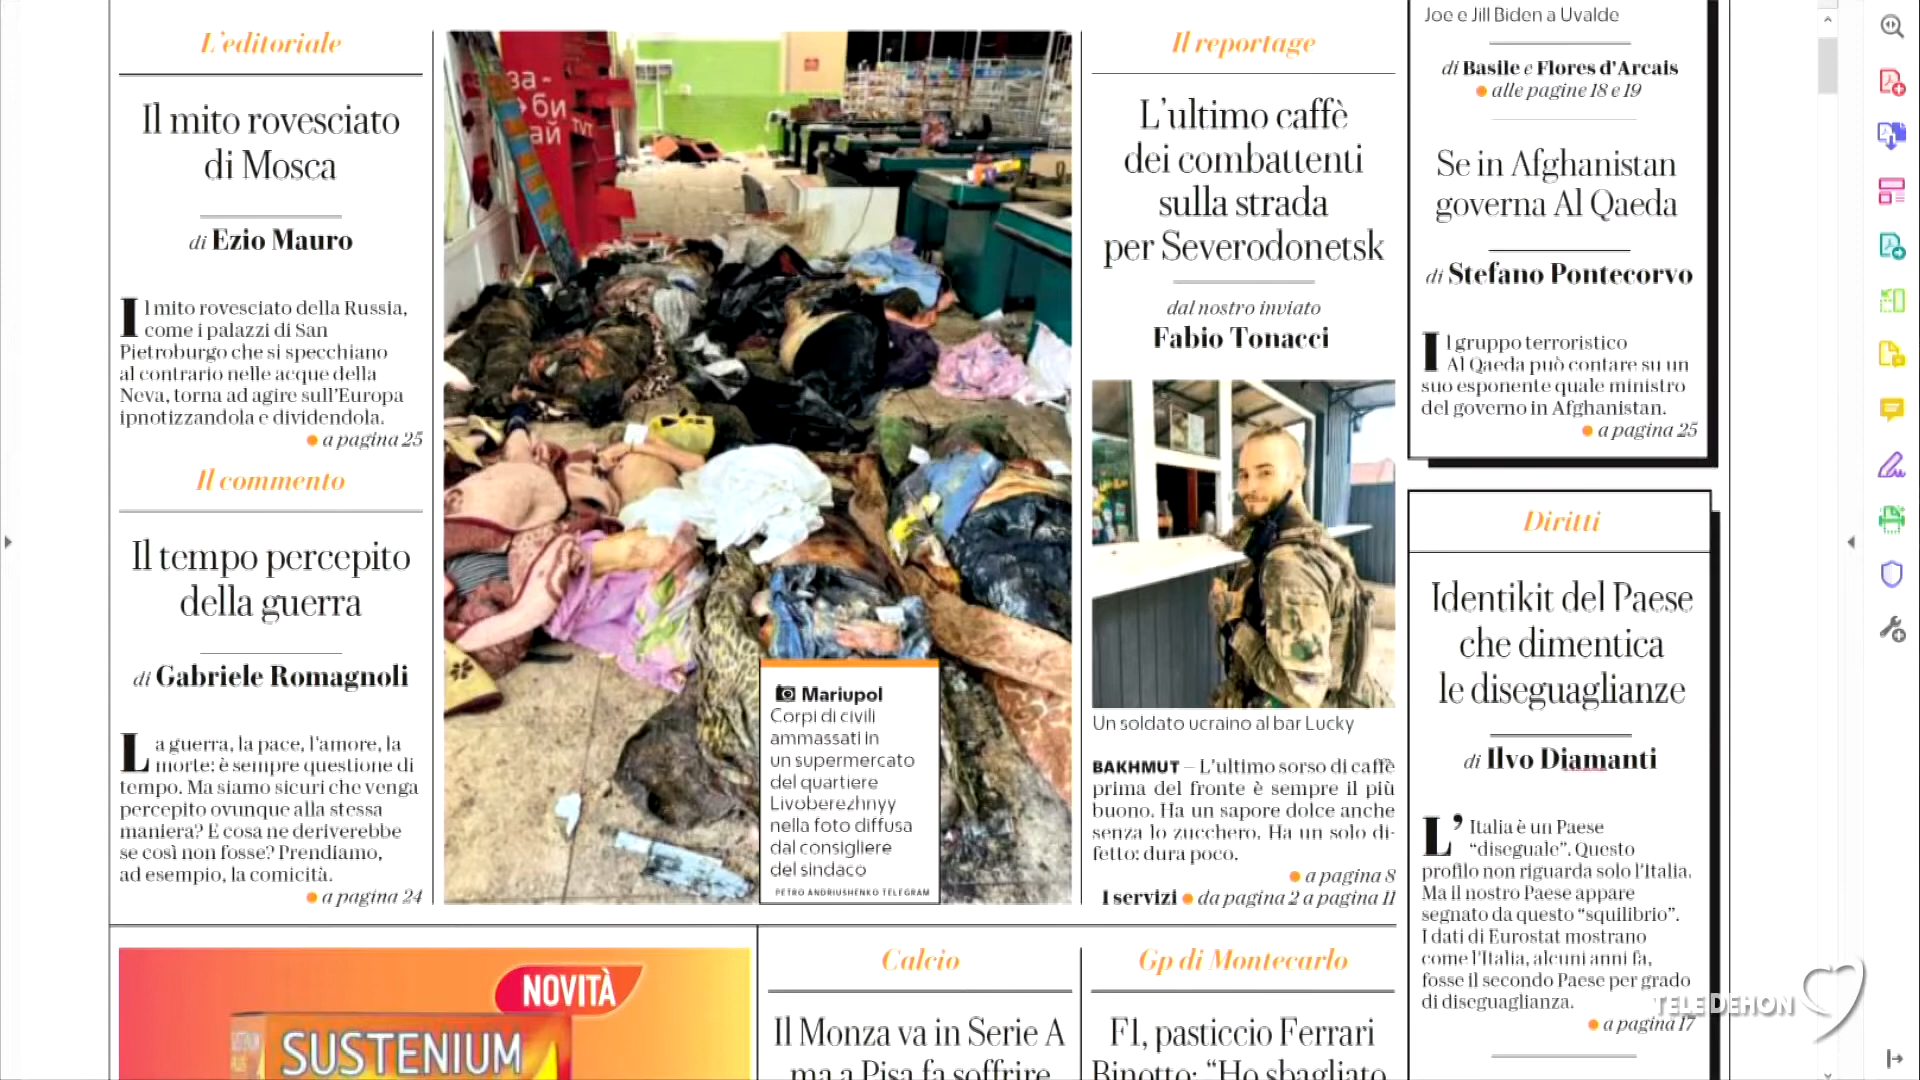 L'editoriale
Il mito rovesciato
di Mosca
di Ezio Mauro
Il mito rovesciato della Russia,
come i palazzi di San
Pietroburgo che si specchiano
al contrario nelle acque della
Neva, torna ad agire sull'Europa
ipnotizzandola e dividendola.
a pagina 25
Il commento
Il tempo percepito
della guerra
di Gabriele Romagnoli
La guerra, la pace, l'amore, la
morte: è sempre questione di
tempo. Ma siamo sicuri che venga
percepito ovunque alla stessa
maniera? E cosa ne deriverebbe
se così non fosse? Prendiamo,
ad esempio, la comicità.
a pagina 24
за-
би
ай
TVT
Mariupol
Corpi di civili
ammassati in
un supermercato
del quartiere
Livoberezhnyy
nella foto diffusa
dal consigliere
del sindaco
PETRO ANDRIUSHENKO TELEGRAM
Il reportage
L'ultimo caffè
dei combattenti
sulla strada
per Severodonetsk
dal nostro inviato
Fabio Tonacci
Un soldato ucraino al bar Lucky
BAKHMUT – L'ultimo sorso di caffè
prima del fronte è sempre il più
buono. Ha un sapore dolce anche
senza lo zucchero. Ha un solo di-
fetto: dura poco.
a pagina 8
I servizi da pagina 2 a pagina 11
Joe e Jill Biden a Uvalde
di Basile e Flores d'Arcais
alle pagine 18 e 19
Se in Afghanistan
governa Al Qaeda
di Stefano Pontecorvo
Il gruppo terroristico
Al Qaeda può contare su un
suo esponente quale ministro
del governo in Afghanistan.
a pagina 25
Diritti
Identikit del Paese
che dimentica
le diseguaglianze
di Ilvo Diamanti
L'Italia è un Paese
“diseguale”. Questo
profilo non riguarda solo l'Italia.
Ma il nostro Paese appare
segnato da questo “squilibrio”.
I dati di Eurostat mostrano
come l'Italia, alcuni anni fa,
fosse il secondo Paese per grado
di diseguaglianza.
a pagina 17
TELEDEHON
NOVITÀ
SUSTENIUM
Calcio
Il Monza va in Serie A
ma a Pisa fa soffrire
Gp di Montecarlo
F1, pasticcio Ferrari
Binotto: “Ho sbagliato